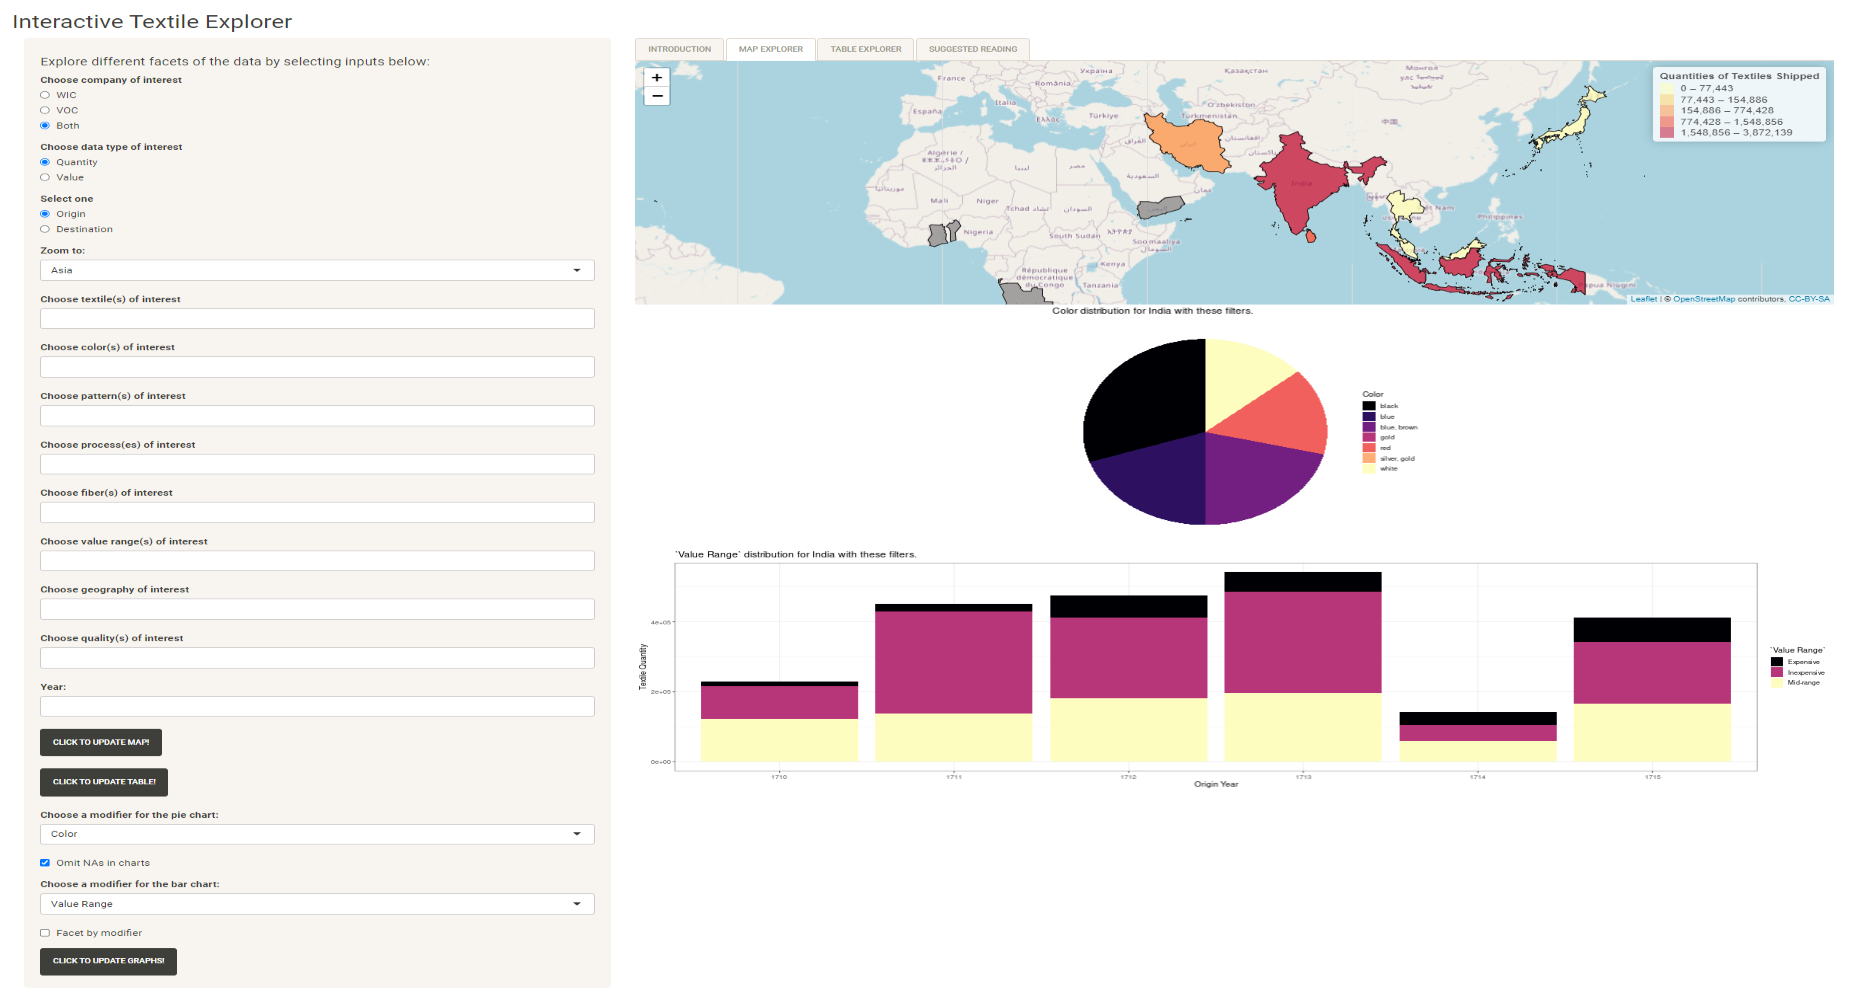 Interactive Textile Explorer
Explore different facets of the data by selecting inputs below:
Choose company of interest
WIC
VOC
Both
Choose data type of interest
Quantity
Value
Select one
Origin
Destination
Zoom to:
Asia
Choose textile(s) of interest
Choose color(s) of interest
Choose pattern(s) of interest
Choose process(es) of interest
Choose fiber(s) of interest
Choose value range(s) of interest
Choose geography of interest
Choose quality(s) of interest
Year:
CLICK TO UPDATE MAP!
CLICK TO UPDATE TABLE!
Choose a modifier for the pie chart:
Color
Omit NAs in charts
Choose a modifier for the bar chart:
Value Range
Facet by modifier
CLICK TO UPDATE GRAPHS!
INTRODUCTION MAP EXPLORER TABLE EXPLORER SUGGESTED READING
+
−
Quantities of Textiles Shipped
0 – 77,443
77,443 – 154,886
154,886 – 774,428
774,428 – 1,548,856
1,548,856 – 3,872,139
France
Україна
Қазақстан
România
Italia
España
Ελλάς
Türkiye
O'zbekiston
Türkmenistan
中国
Algérie /
الجزائر
ليبيا
مصر
السعودية
عمان
موريتانيا
Mali
Niger
Tchad تشاد
السودان
Nigeria
South Sudan
Soomaaliya
Kenya
République
démocratique
du Congo
Tanzania
India
Philippines
Leaflet | © OpenStreetMap contributors, CC-BY-SA
Color distribution for India with these filters.
Color
black
blue
blue, brown
gold
red
silver, gold
white
`Value Range` distribution for India with these filters.
Textile Quantity
4e+05
2e+05
0e+00
1710 1711 1712 1713 1714 1715
Origin Year
`Value Range`
Expensive
Inexpensive
Mid-range